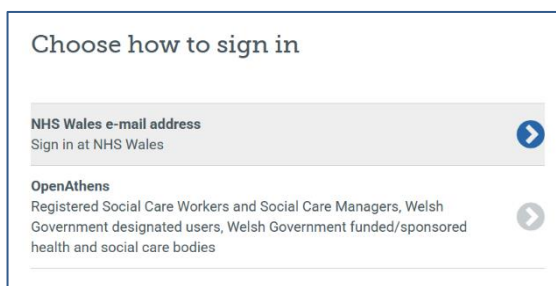 Choose how to sign in
NHS Wales e-mail address
Sign in at NHS Wales
OpenAthens
Registered Social Care Workers and Social Care Managers, Welsh
Government designated users, Welsh Government funded/sponsored
health and social care bodies